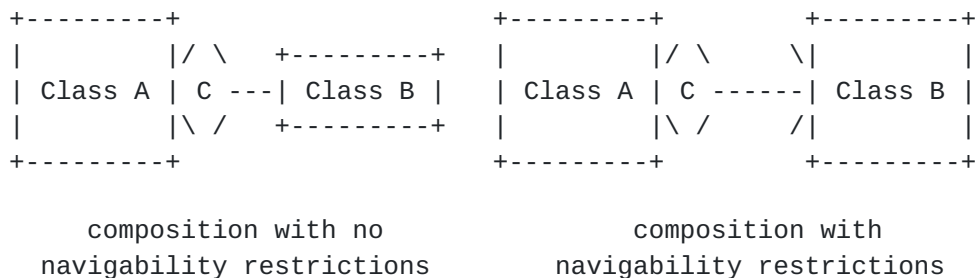 +---------+                    +---------+         +---------+
|         |/ \   +---------+   |         |/ \     \|         |
| Class A | C ---| Class B |   | Class A | C ------| Class B |
|         |\ /   +---------+   |         |\ /     /|         |
+---------+                    +---------+         +---------+
composition with no                composition with
navigability restrictions        navigability restrictions